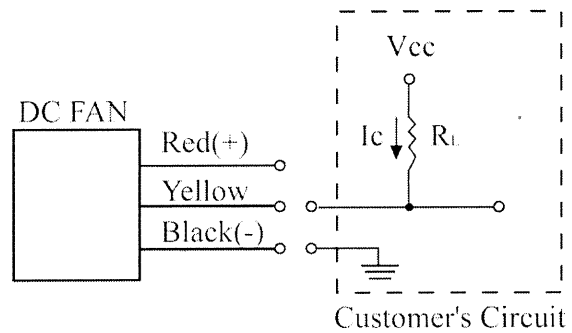 Vcc
DC FAN
Red(+)
Ic
RL
Yellow
Black(-)
Customer's Circuit